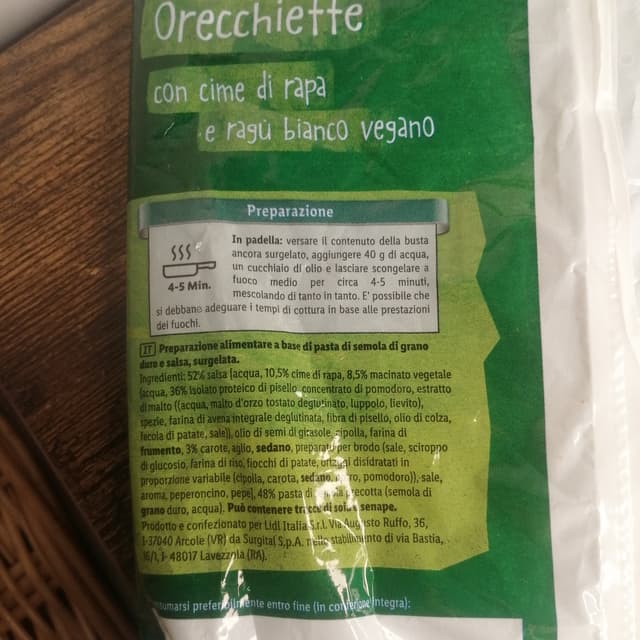 Orecchiette
con cime di rapa
e ragù bianco vegano
Preparazione
In padella: versare il contenuto della busta
ancora surgelato, aggiungere 40 g di acqua,
un cucchiaio di olio e lasciare scongelare a
fuoco medio per circa 4-5 minuti,
4-5 Min.
mescolando di tanto in tanto. E' possibile che
si debbano adeguare i tempi di cottura in base alle prestazioni
dei fuochi.
IT Preparazione alimentare a base di pasta di semola di grano
duro e salsa, surgelata.
Ingredienti: 52% salsa (acqua, 10,5% cime di rapa, 8,5% macinato vegetale
(acqua, 36% isolato proteico di pisello, concentrato di pomodoro, estratto
di malto ((acqua, malto d'orzo tostato deglutinato, luppolo, lievito),
spezie, farina di avena integrale deglutinata, fibra di pisello, olio di colza,
fecola di patate, sale)), olio di semi di girasole, cipolla, farina di
frumento, 3% carote, aglio, sedano, preparato per brodo (sale, sciroppo
di glucosio, farina di riso, fiocchi di patate, ortaggi disidratati in
proporzione variabile (cipolla, carota, sedano, pomodoro)), sale,
aroma, peperoncino, pepe), 48% pasta di precotta (semola di
grano duro, acqua). Può contenere tracce di soia e senape.
Prodotto e confezionato per Lidl Italia S.r.l. Via Augusto Ruffo, 36,
I-37040 Arcole (VR) da Surgital S.p.A. nello stabilimento di via Bastia,
16/1, I- 48017 Lavezzola (RA).
consumarsi preferibilmente entro fine (in confezione integra):